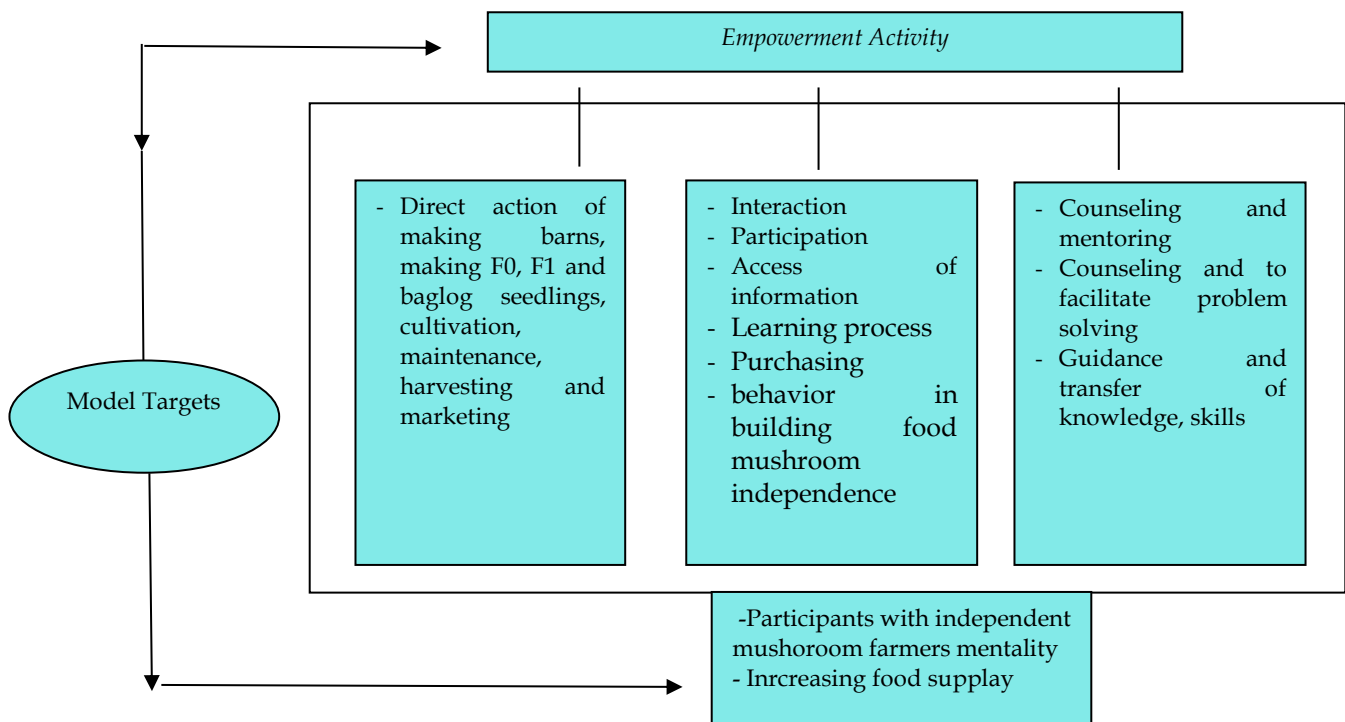 Empowerment Activity
- Direct action of
making barns,
making F0, F1 and
baglog seedlings,
cultivation,
maintenance,
harvesting and
marketing
- Interaction
- Participation
- Access of
information
- Learning process
- Purchasing
- behavior in
building food
mushroom
independence
- Counseling and
mentoring
- Counseling and to
facilitate problem
solving
- Guidance and
transfer of
knowledge, skills
Model Targets
-Participants with independent
mushoroom farmers mentality
- Inrcreasing food supplay